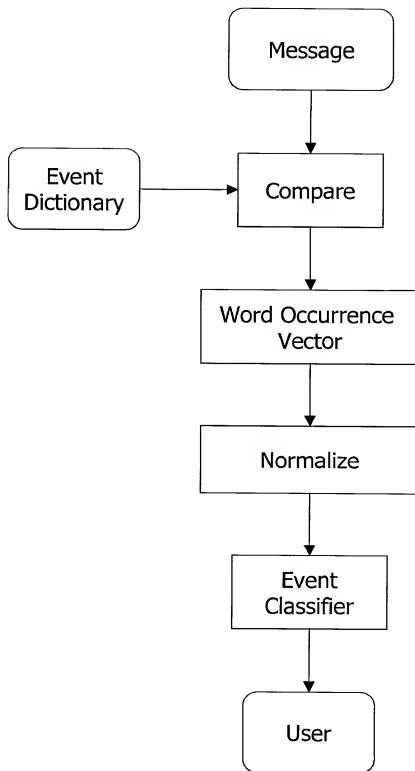 Message
Event
Dictionary
Compare
Word Occurrence
Vector
Normalize
Event
Classifier
User